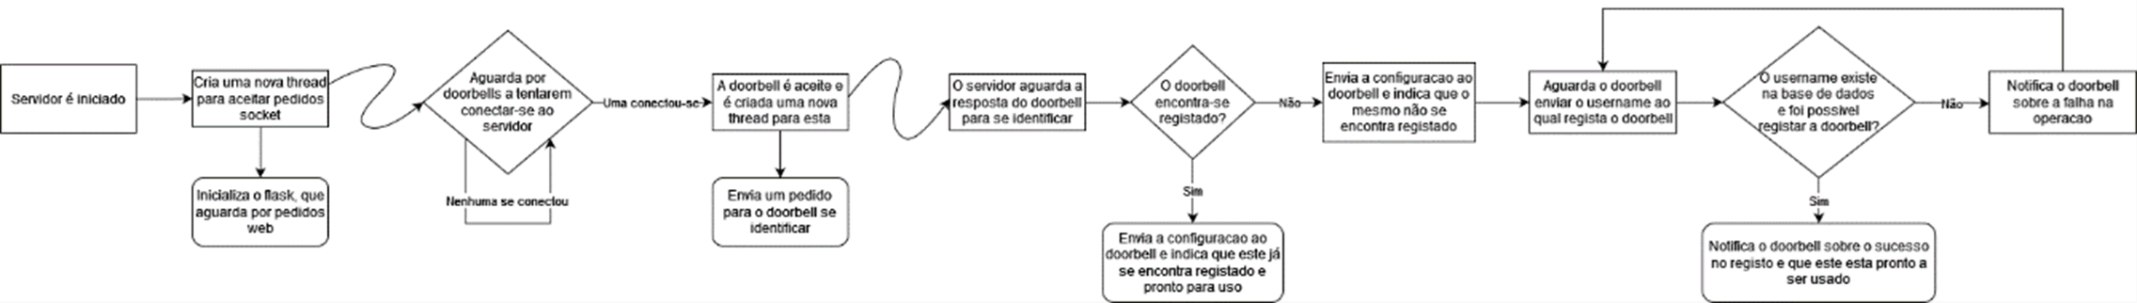 Servidor é iniciado
Cria uma nova thread
para aceitar pedidos
socket
Inicializa o flask, que
aguarda por pedidos
web
Aguarda por
doorbells a tentarem
conectar-se ao
servidor
Nenhuma se conectou
Uma conectou-se
A doorbell é aceite e
é criada uma nova
thread para esta
Envia um pedido
para o doorbell se
identificar
O servidor aguarda a
resposta do doorbell
para se identificar
O doorbell
encontra-se
registado?
Não
Sim
Envia a configuracao ao
doorbell e indica que este já
se encontra registado e
pronto para uso
Envia a configuracao ao
doorbell e indica que o
mesmo não se
encontra registado
Aguarda o doorbell
enviar o username ao
qual regista o doorbell
O username existe
na base de dados
e foi possivel
registar a doorbell?
Não
Sim
Notifica o doorbell sobre o sucesso
no registo e que este esta pronto a
ser usado
Notifica o doorbell
sobre a falha na
operacao